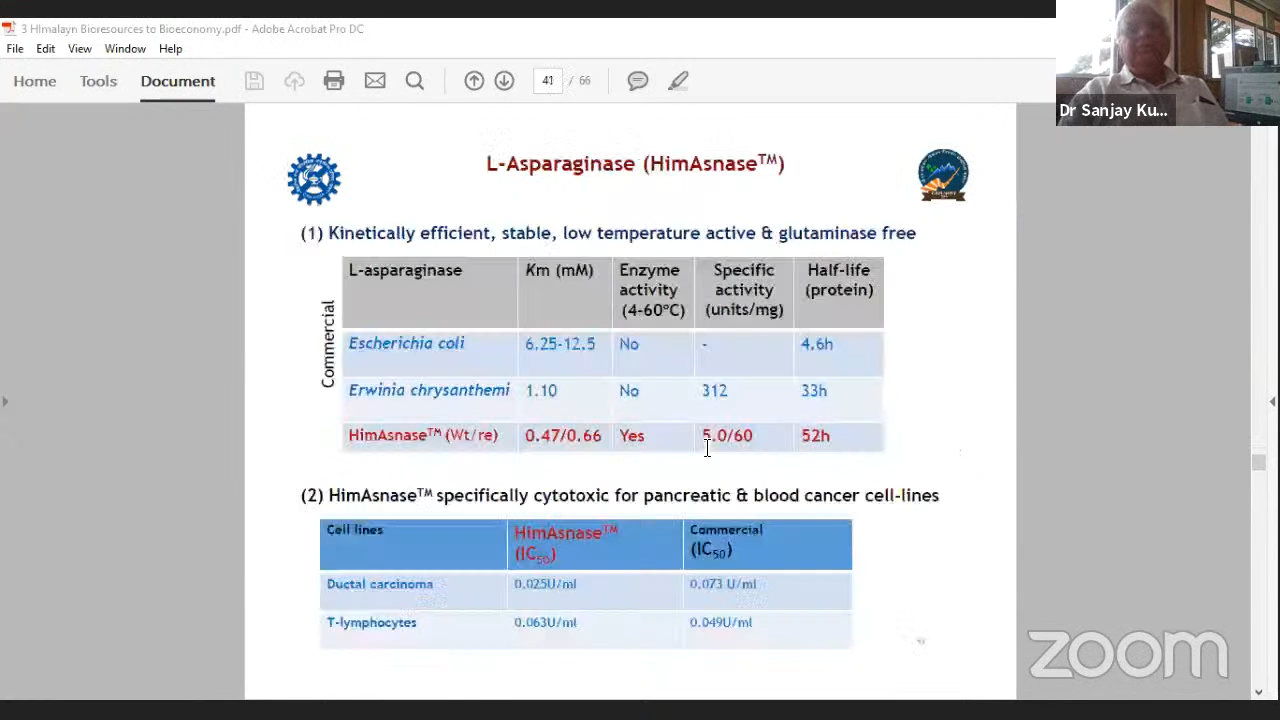 3 HImalayn Bioresources to Bioeconomy.pdf - Adobe Acrobat Pro DC
File Edit View Window Help
Home Tools Document 41 / 66
Dr Sanjay Ku...
L-Asparaginase (HimAsnase™)
(1) Kinetically efficient, stable, low temperature active & glutaminase free
Commercial
L-asparaginase Km (mM) Enzyme activity (4-60°C) Specific activity (units/mg) Half-life (protein)
Escherichia coli 6.25-12.5 No - 4.6h
Erwinia chrysanthemi 1.10 No 312 33h
HimAsnase™ (Wt/re) 0.47/0.66 Yes 5.0/60 52h
(2) HimAsnase™ specifically cytotoxic for pancreatic & blood cancer cell-lines
Cell lines HimAsnase™ (IC50) Commercial (IC50)
Ductal carcinoma 0.025U/ml 0.073 U/ml
T-lymphocytes 0.063U/ml 0.049U/ml
zoom